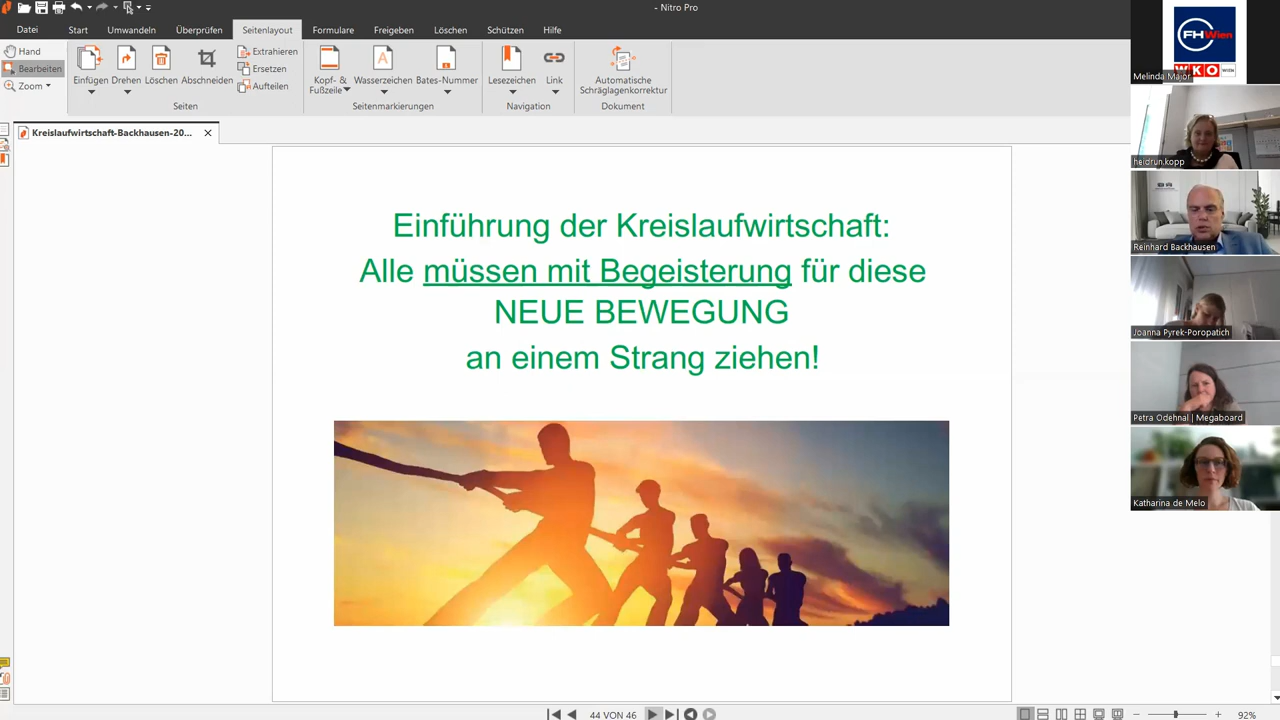 - Nitro Pro
Datei
Start
Umwandeln
Überprüfen
Seitenlayout
Formulare
Freigeben
Löschen
Schützen
Hilfe
Hand
Bearbeiten
Zoom
Einfügen
Drehen
Löschen
Abschneiden
Extrahieren
Ersetzen
Aufteilen
Seiten
Kopf- &
Fußzeile
Wasserzeichen
Bates-Nummer
Seitenmarkierungen
Lesezeichen
Link
Navigation
Automatische
Schräglagenkorrektur
Dokument
Kreislaufwirtschaft-Backhausen-20...
Einführung der Kreislaufwirtschaft:
Alle müssen mit Begeisterung für diese
NEUE BEWEGUNG
an einem Strang ziehen!
44 VON 46
92%
FHWien
WKO WIEN
Melinda Major
heidrun.kopp
Reinhard Backhausen
Joanna Pyrek-Poropatich
Petra Odehnal | Megaboard
Katharina de Melo